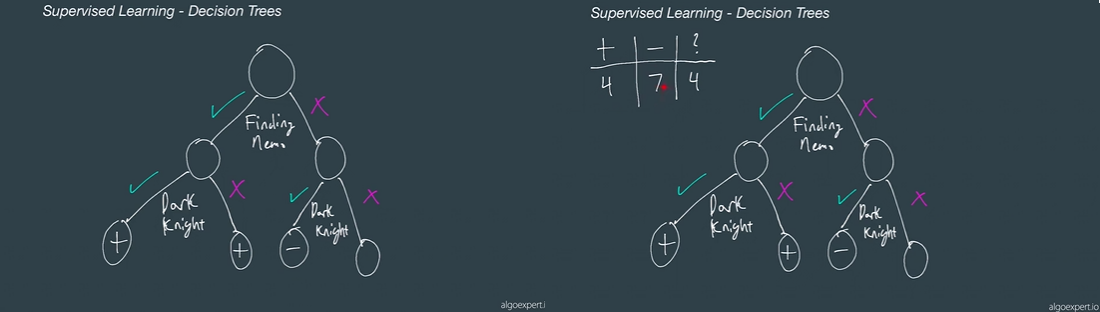 Supervised Learning - Decision Trees
✓
X
Finding
Nemo
✓
X
✓
X
Dark
Knight
Dark
Knight
+
+
−
algoexpert.i
Supervised Learning - Decision Trees
+ − ?
4 7 4
✓
X
Finding
Nemo
✓
X
✓
X
Dark
Knight
Dark
Knight
+
+
−
algoexpert.io